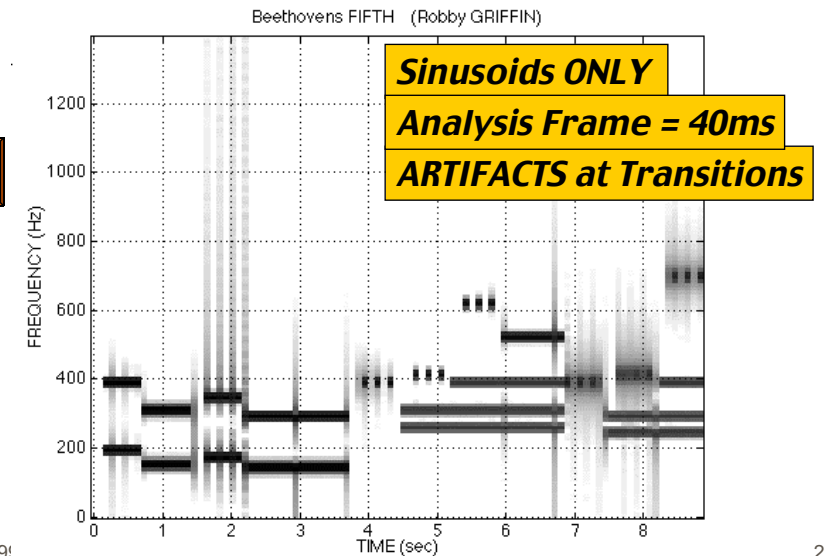 Beethovens FIFTH (Robby GRIFFIN)
Sinusoids ONLY
Analysis Frame = 40ms
ARTIFACTS at Transitions
FREQUENCY (Hz)
1200
1000
800
600
400
200
0
0 1 2 3 4 5 6 7 8
TIME (sec)
2